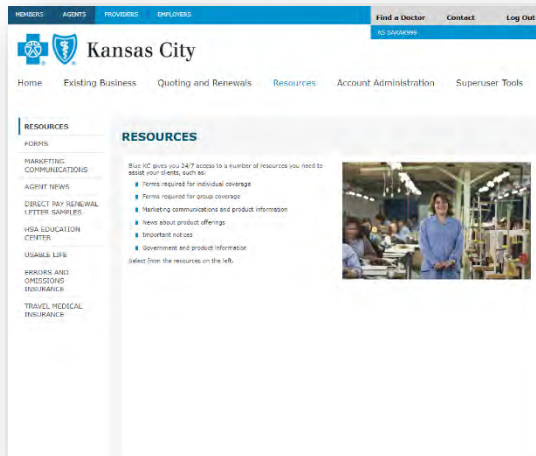 MEMBERS AGENTS PROVIDERS EMPLOYERS
Find a Doctor Contact Log Out
Kansas City
Home Existing Business Quoting and Renewals Resources Account Administration Superuser Tools
RESOURCES
FORMS
MARKETING
COMMUNICATIONS
AGENT NEWS
DIRECT PAY RENEWAL
LETTER SAMPLES
HSA EDUCATION
CENTER
USABLE LIFE
ERRORS AND
OMISSIONS
INSURANCE
TRAVEL MEDICAL
INSURANCE
RESOURCES
Blue KC gives you 24/7 access to a number of resources you need to
assist your clients, such as:
Forms required for individual coverage
Forms required for group coverage
Marketing communications and product information
News about product offerings
Important notices
Government and product information
Select from the resources on the left.